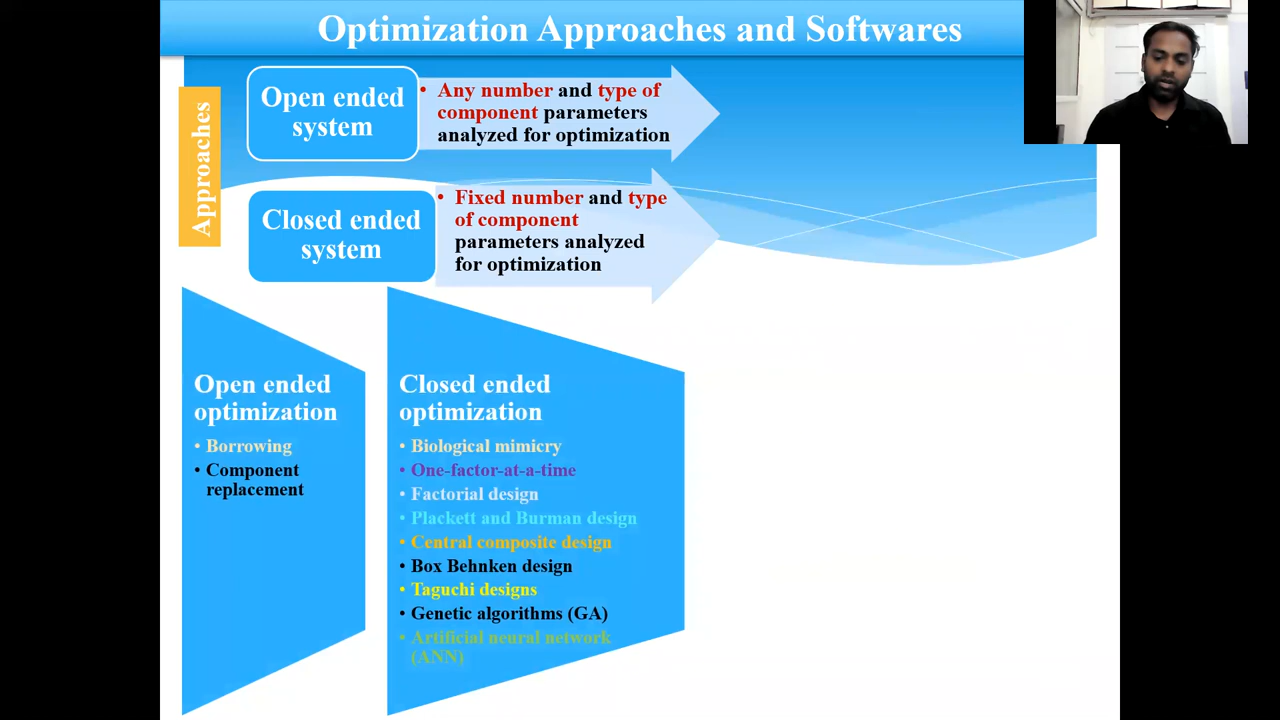 Optimization Approaches and Softwares
Approaches
Open ended
system
• Any number and type of
component parameters
analyzed for optimization
Closed ended
system
• Fixed number and type
of component
parameters analyzed
for optimization
Open ended
optimization
• Borrowing
• Component
replacement
Closed ended
optimization
• Biological mimicry
• One-factor-at-a-time
• Factorial design
• Plackett and Burman design
• Central composite design
• Box Behnken design
• Taguchi designs
• Genetic algorithms (GA)
• Artificial neural network
(ANN)